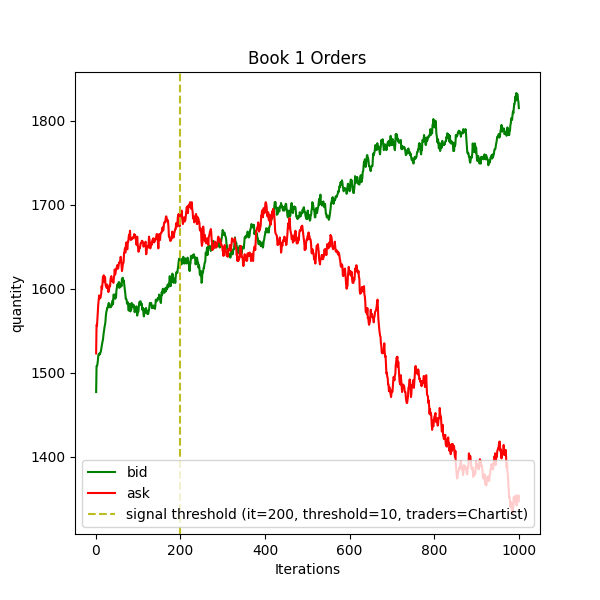 Book 1 Orders
quantity
1800
1700
1600
1500
1400
bid
ask
signal threshold (it=200, threshold=10, traders=Chartist)
0 200 400 600 800 1000
Iterations